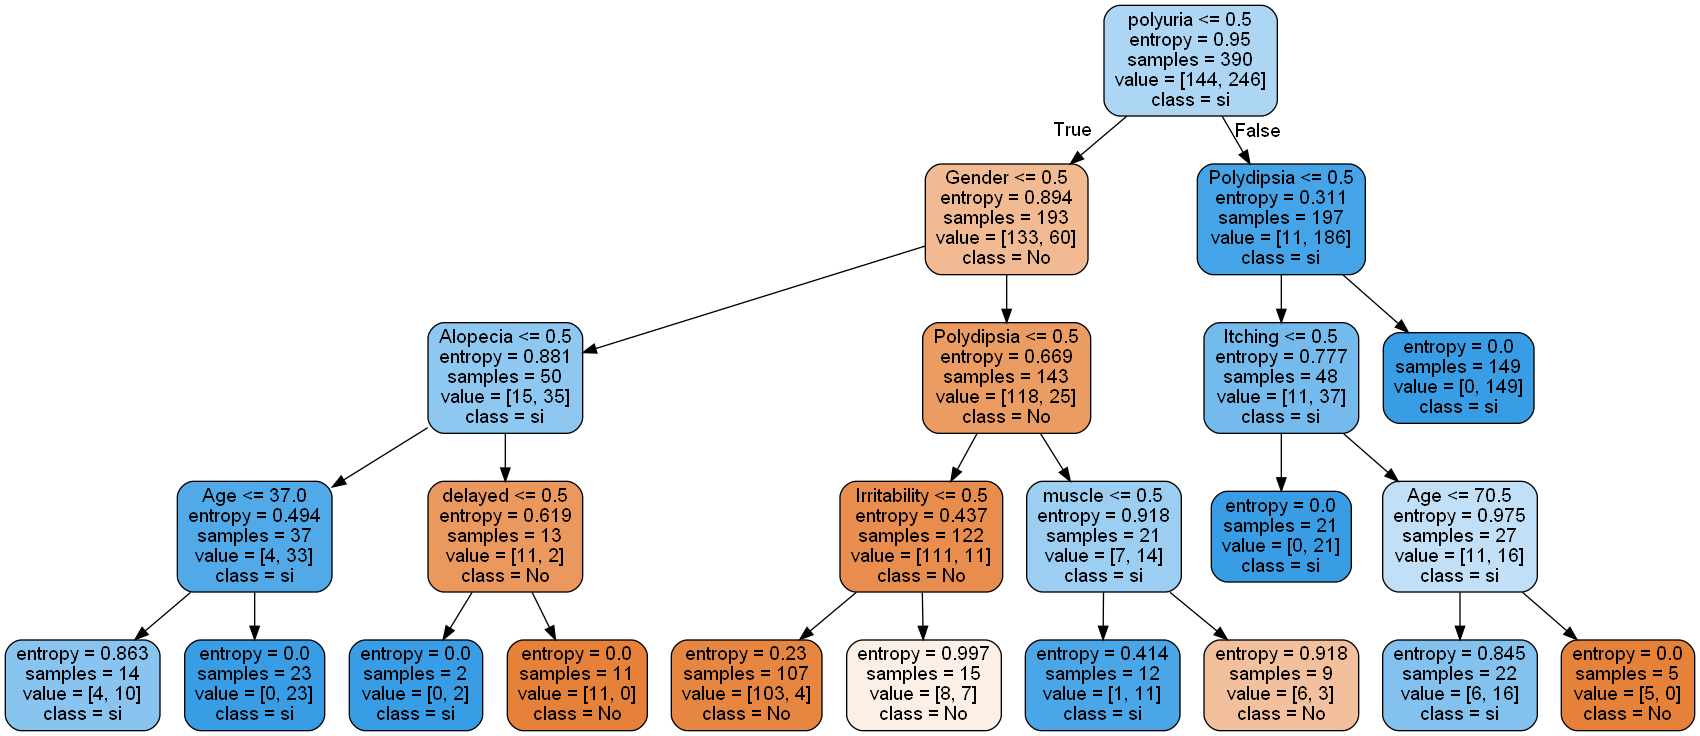 polyuria <= 0.5
entropy = 0.95
samples = 390
value = [144, 246]
class = si
True
False
Gender <= 0.5
entropy = 0.894
samples = 193
value = [133, 60]
class = No
Polydipsia <= 0.5
entropy = 0.311
samples = 197
value = [11, 186]
class = si
Alopecia <= 0.5
entropy = 0.881
samples = 50
value = [15, 35]
class = si
Polydipsia <= 0.5
entropy = 0.669
samples = 143
value = [118, 25]
class = No
Itching <= 0.5
entropy = 0.777
samples = 48
value = [11, 37]
class = si
entropy = 0.0
samples = 149
value = [0, 149]
class = si
Age <= 37.0
entropy = 0.494
samples = 37
value = [4, 33]
class = si
delayed <= 0.5
entropy = 0.619
samples = 13
value = [11, 2]
class = No
Irritability <= 0.5
entropy = 0.437
samples = 122
value = [111, 11]
class = No
muscle <= 0.5
entropy = 0.918
samples = 21
value = [7, 14]
class = si
entropy = 0.0
samples = 21
value = [0, 21]
class = si
Age <= 70.5
entropy = 0.975
samples = 27
value = [11, 16]
class = si
entropy = 0.863
samples = 14
value = [4, 10]
class = si
entropy = 0.0
samples = 23
value = [0, 23]
class = si
entropy = 0.0
samples = 2
value = [0, 2]
class = si
entropy = 0.0
samples = 11
value = [11, 0]
class = No
entropy = 0.23
samples = 107
value = [103, 4]
class = No
entropy = 0.997
samples = 15
value = [8, 7]
class = No
entropy = 0.414
samples = 12
value = [1, 11]
class = si
entropy = 0.918
samples = 9
value = [6, 3]
class = No
entropy = 0.845
samples = 22
value = [6, 16]
class = si
entropy = 0.0
samples = 5
value = [5, 0]
class = No